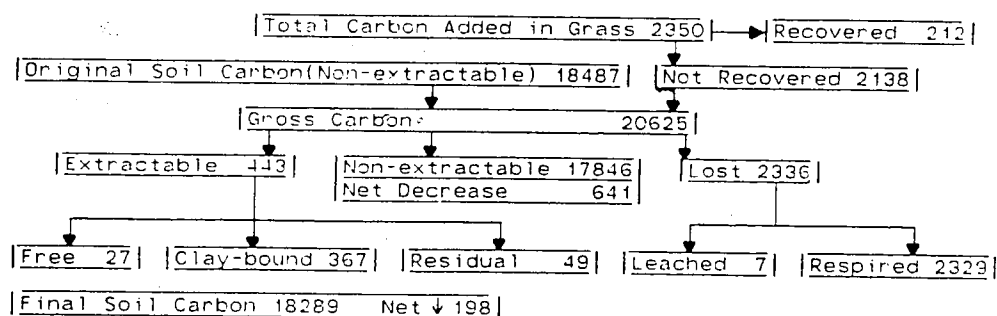 Total Carbon Added in Grass 2350 Recovered 212
Original Soil Carbon(Non-extractable) 18487 Not Recovered 2138
Gross Carbon 20625
Extractable 443 Non-extractable 17846 Lost 2336
Net Decrease 641
Free 27 Clay-bound 367 Residual 49 Leached 7 Respired 2329
Final Soil Carbon 18289 Net ↓ 198